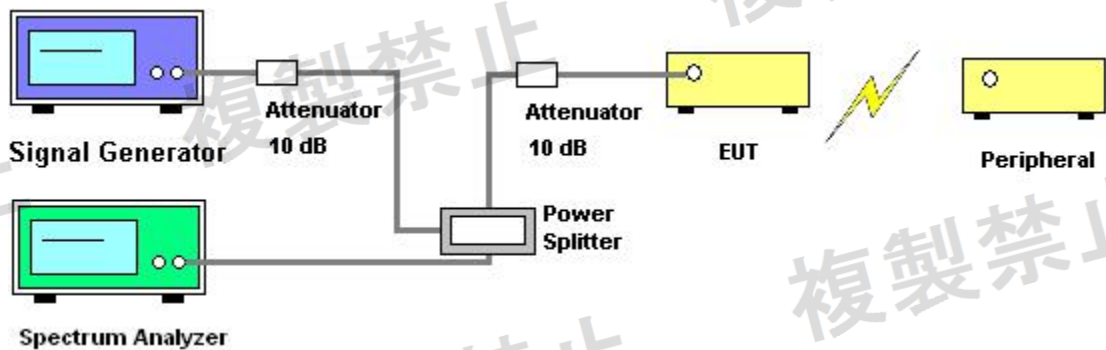 複製禁止
Attenuator
10 dB
Attenuator
10 dB
Signal Generator
EUT
Peripheral
Power
Splitter
複製禁止
Spectrum Analyzer